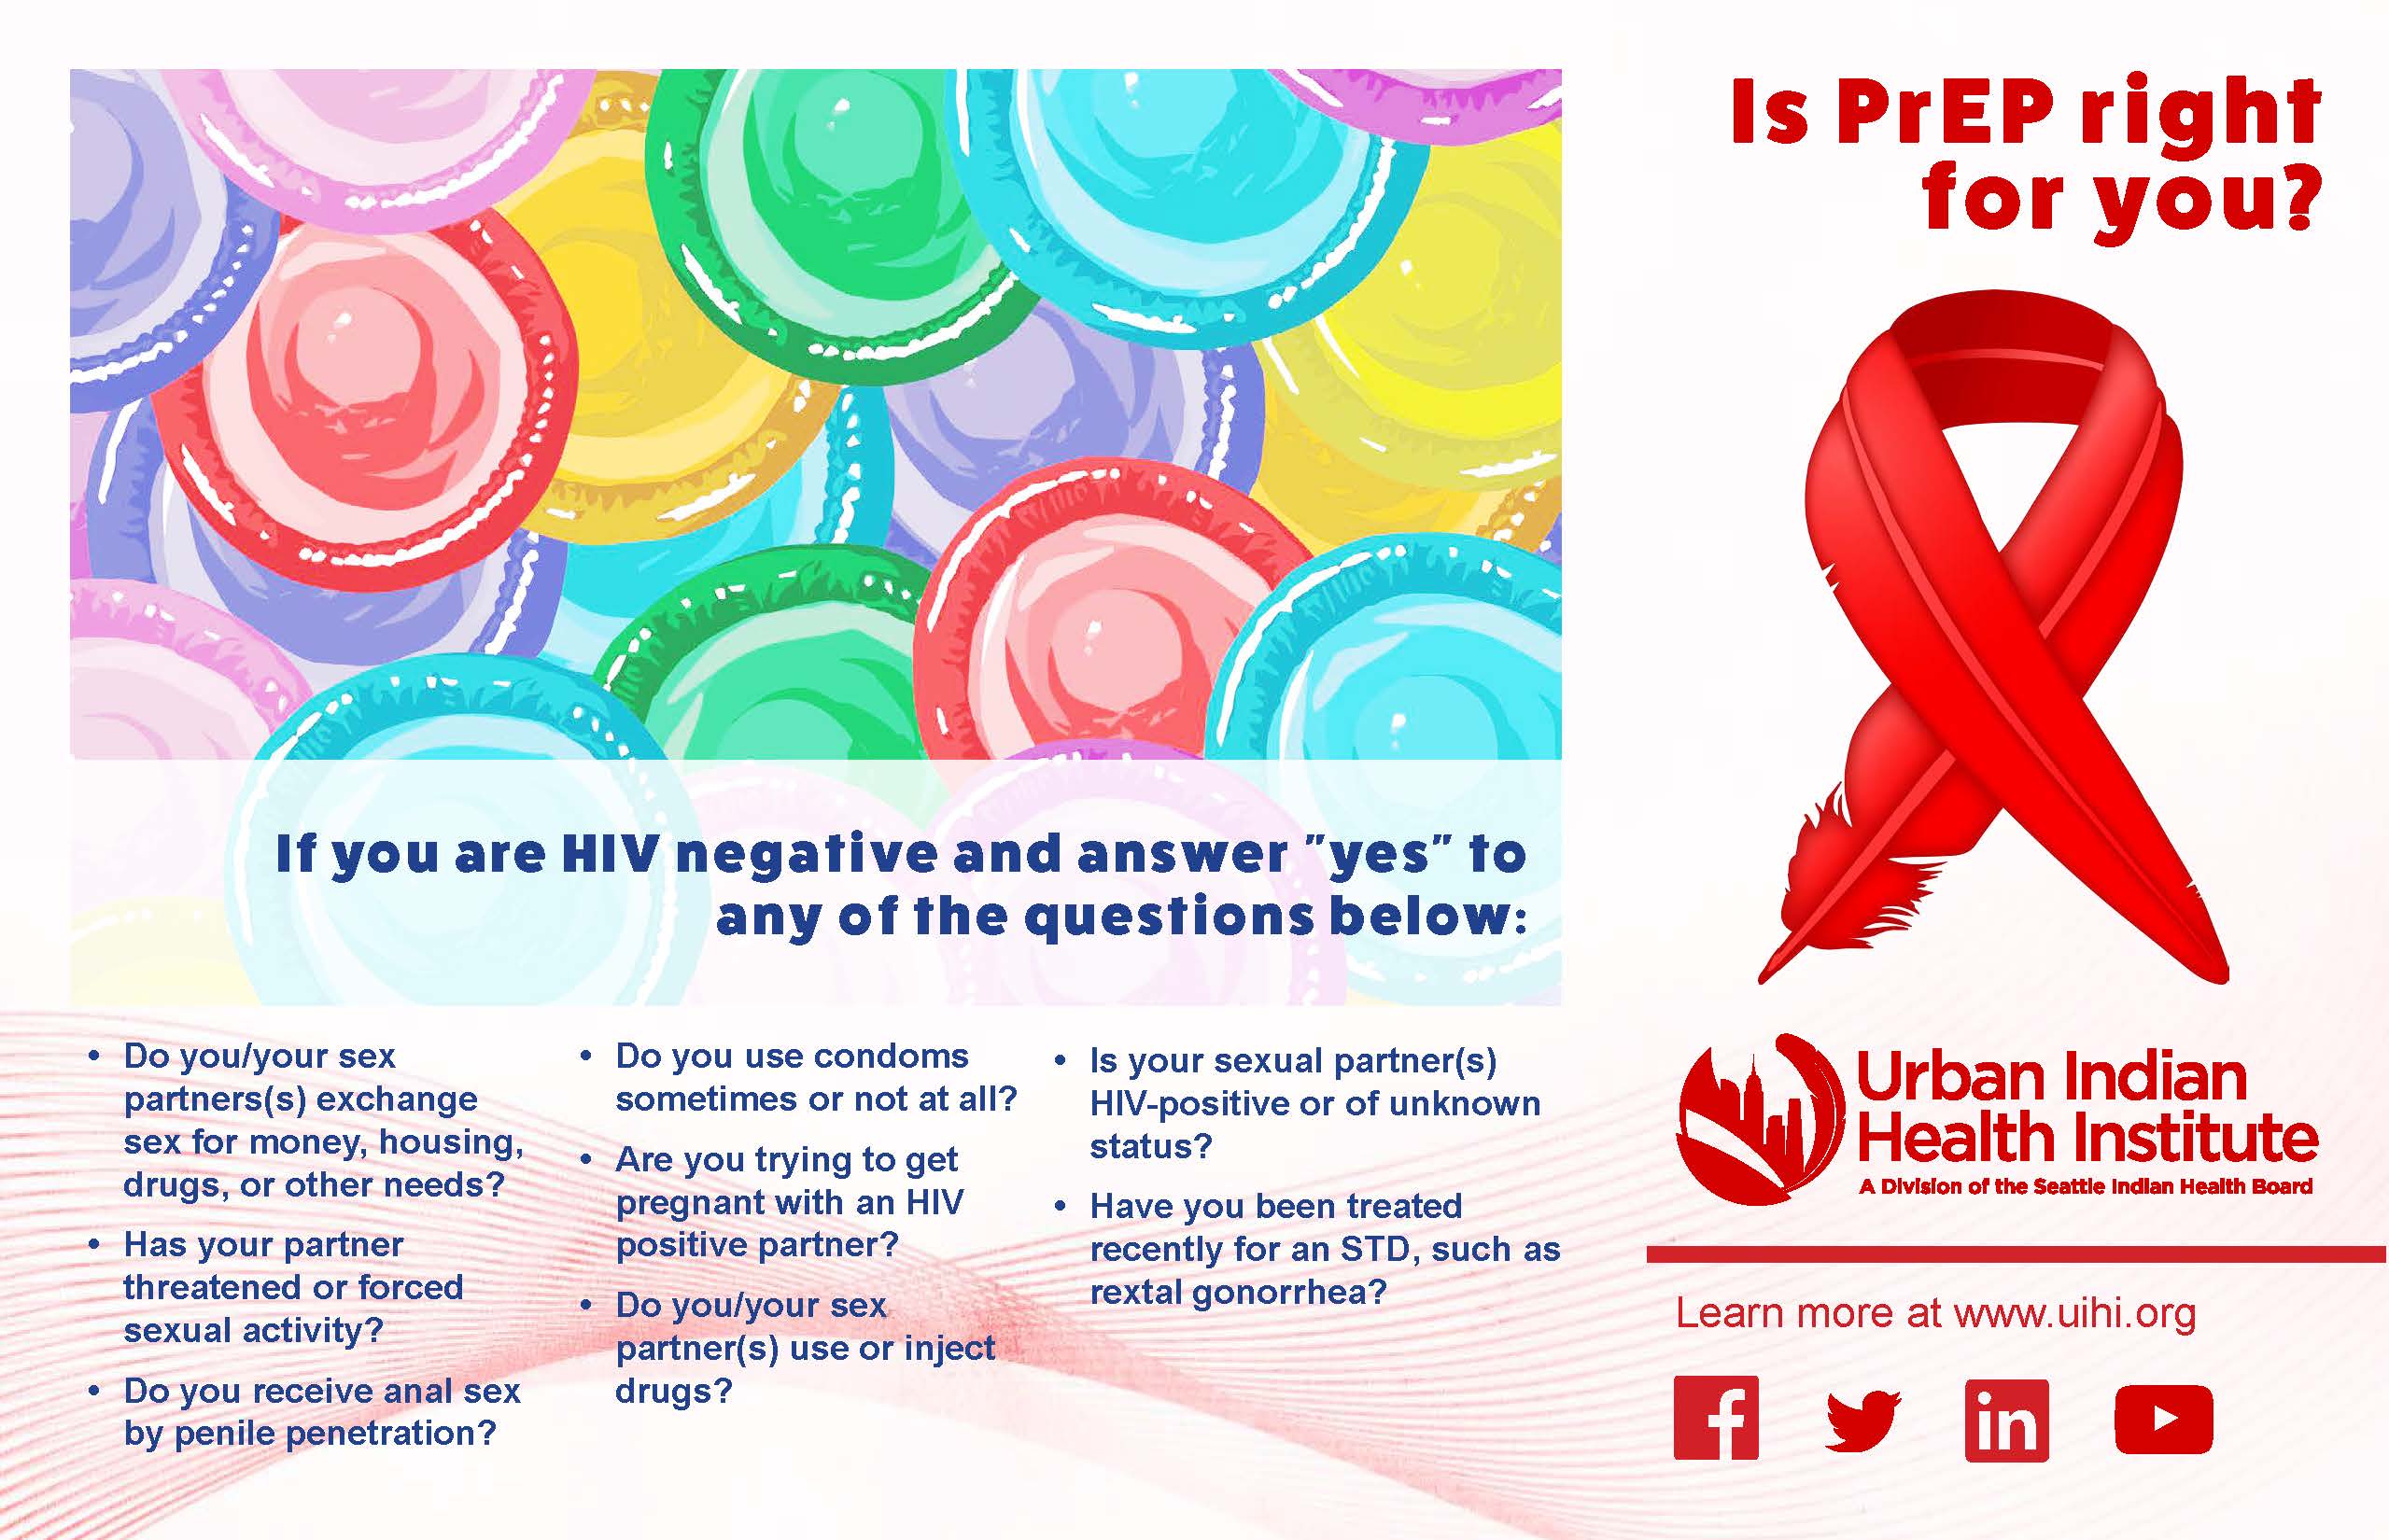 Is PrEP right
for you?
If you are HIV negative and answer "yes" to
any of the questions below:
• Do you/your sex
partners(s) exchange
sex for money, housing,
drugs, or other needs?
• Has your partner
threatened or forced
sexual activity?
• Do you receive anal sex
by penile penetration?
• Do you use condoms
sometimes or not at all?
• Are you trying to get
pregnant with an HIV
positive partner?
• Do you/your sex
partner(s) use or inject
drugs?
• Is your sexual partner(s)
HIV-positive or of unknown
status?
• Have you been treated
recently for an STD, such as
rextal gonorrhea?
Urban Indian
Health Institute
A Division of the Seattle Indian Health Board
Learn more at www.uihi.org
f
in